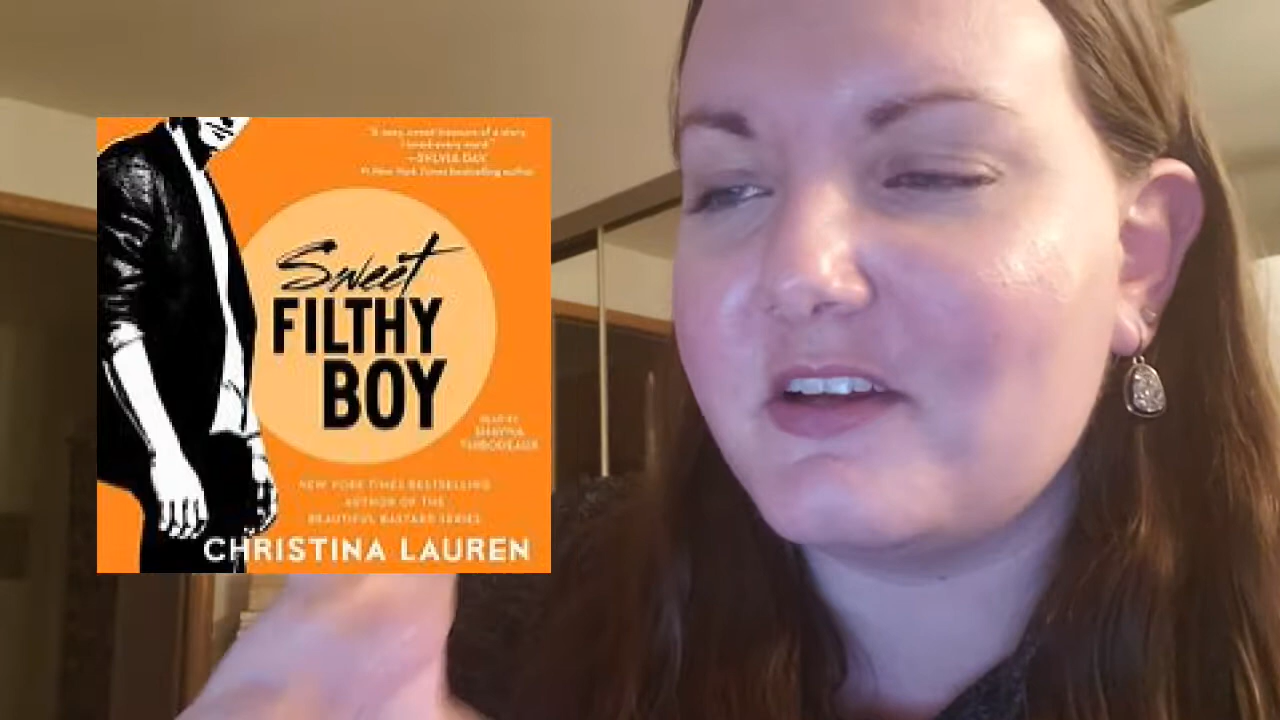 "A sexy, sweet treasure of a story.
I loved every word."
—SYLVIA DAY
#1 New York Times bestselling author
Sweet
FILTHY
BOY
READ BY
SHAYNA
THIBODEAUX
NEW YORK TIMES BESTSELLING
AUTHOR OF THE
BEAUTIFUL BASTARD SERIES
CHRISTINA LAUREN